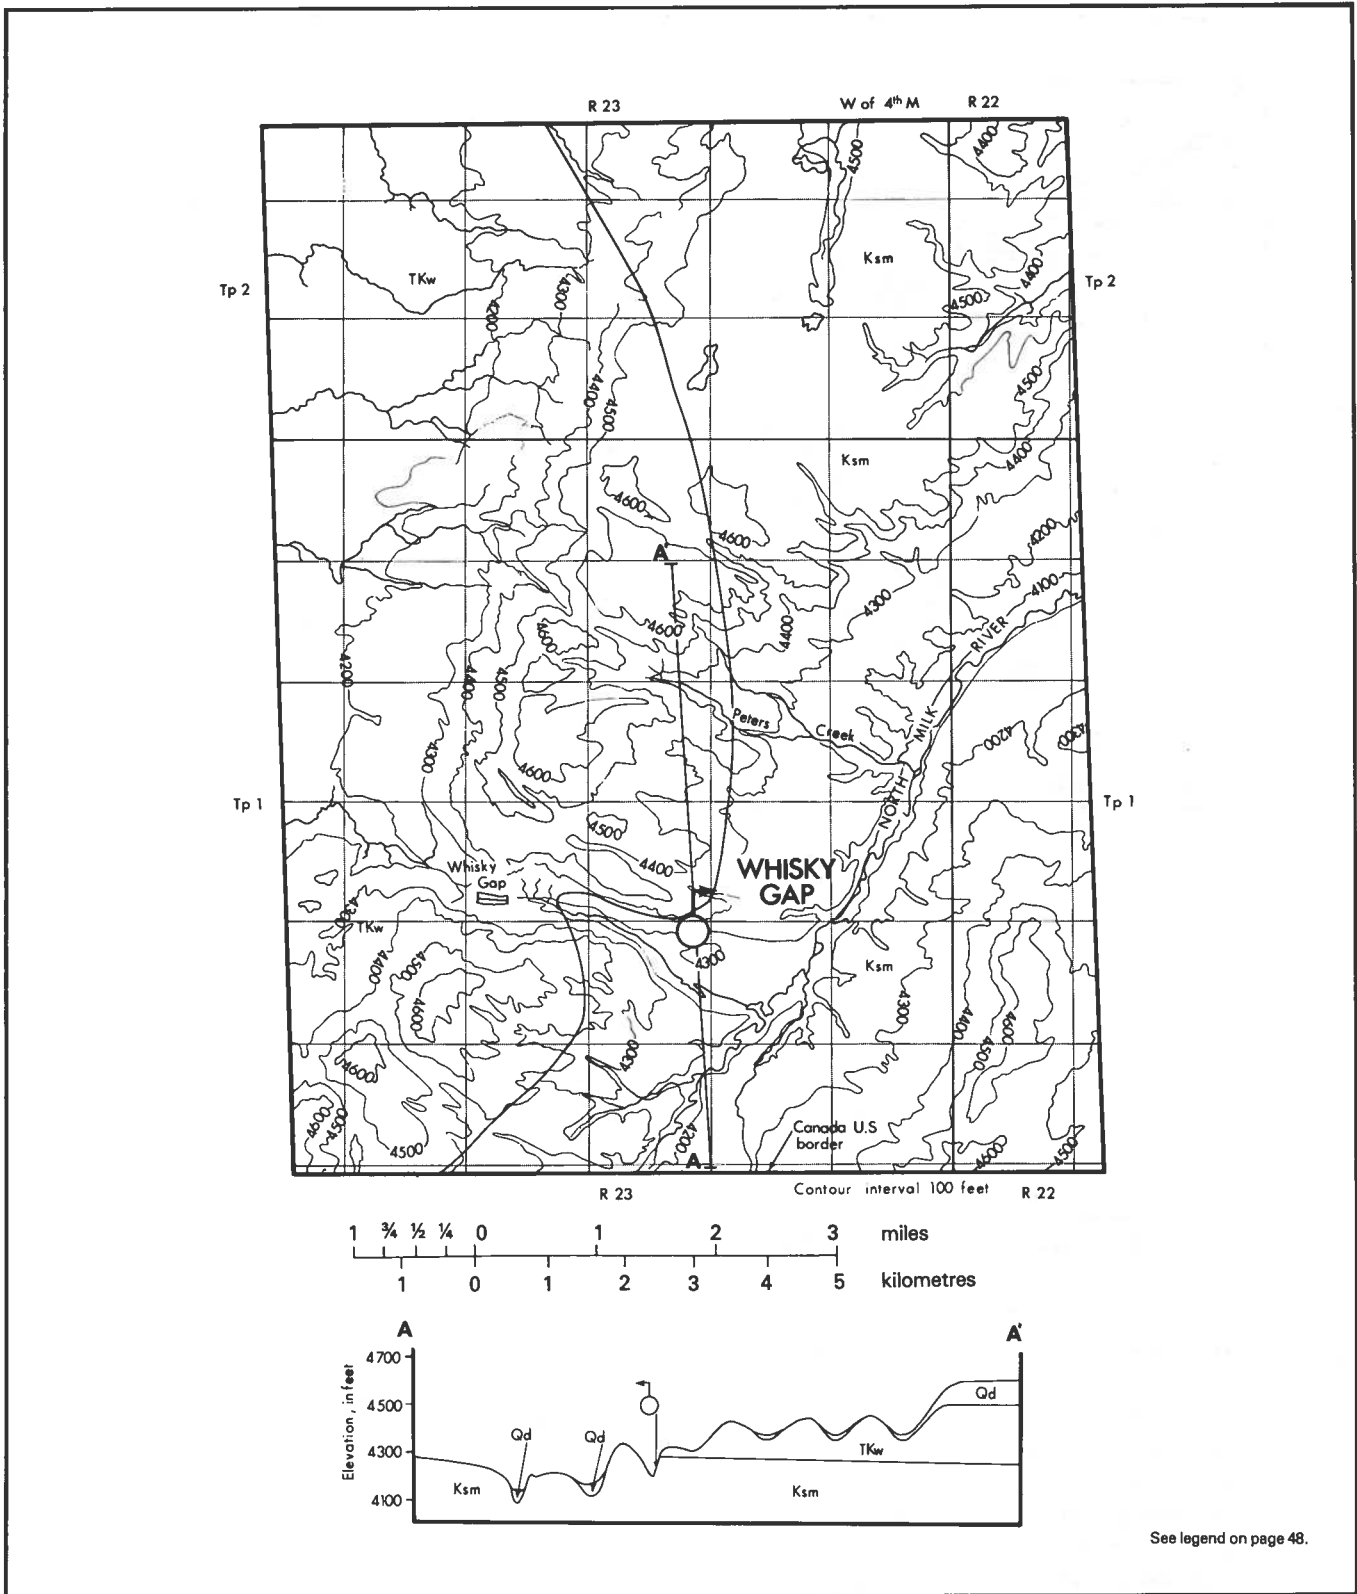 R 23
W of 4th M
R 22
4400
4500
Ksm
TKw
Tp 2
Tp 2
4200
4300
4400
4500
4500
4400
4500
4400
Ksm
4600
4600
4200
A'
4100
4300
4600
4600
4400
RIVER
4200
4400
4500
Peters
Creek
MILK
4200
4300
4300
4600
Tp 1
Tp 1
NORTH
4500
4400
Whisky
Gap
WHISKY
GAP
4300
TKw
4400
4500
4600
4300
Ksm
4300
4400
4500
4600
4300
4600
4600
4500
4500
4200
A
Canada U.S
border
4600
4500
R 23
Contour interval 100 feet
R 22
1 ¾ ½ ¼ 0 1 2 3 miles
1 0 1 2 3 4 5 kilometres
A
A'
Elevation, in feet
4700
4500
4300
4100
Qd
Qd
Qd
TKw
Ksm
Ksm
See legend on page 48.